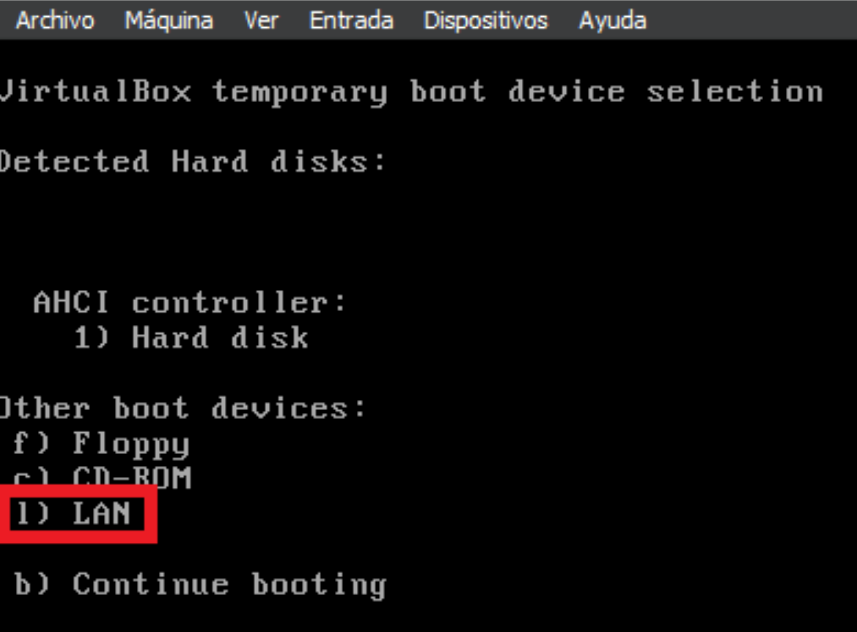 Archivo Máquina Ver Entrada Dispositivos Ayuda
VirtualBox temporary boot device selection
Detected Hard disks:
AHCI controller:
1) Hard disk
Other boot devices:
f) Floppy
c) CD-ROM
l) LAN
b) Continue booting